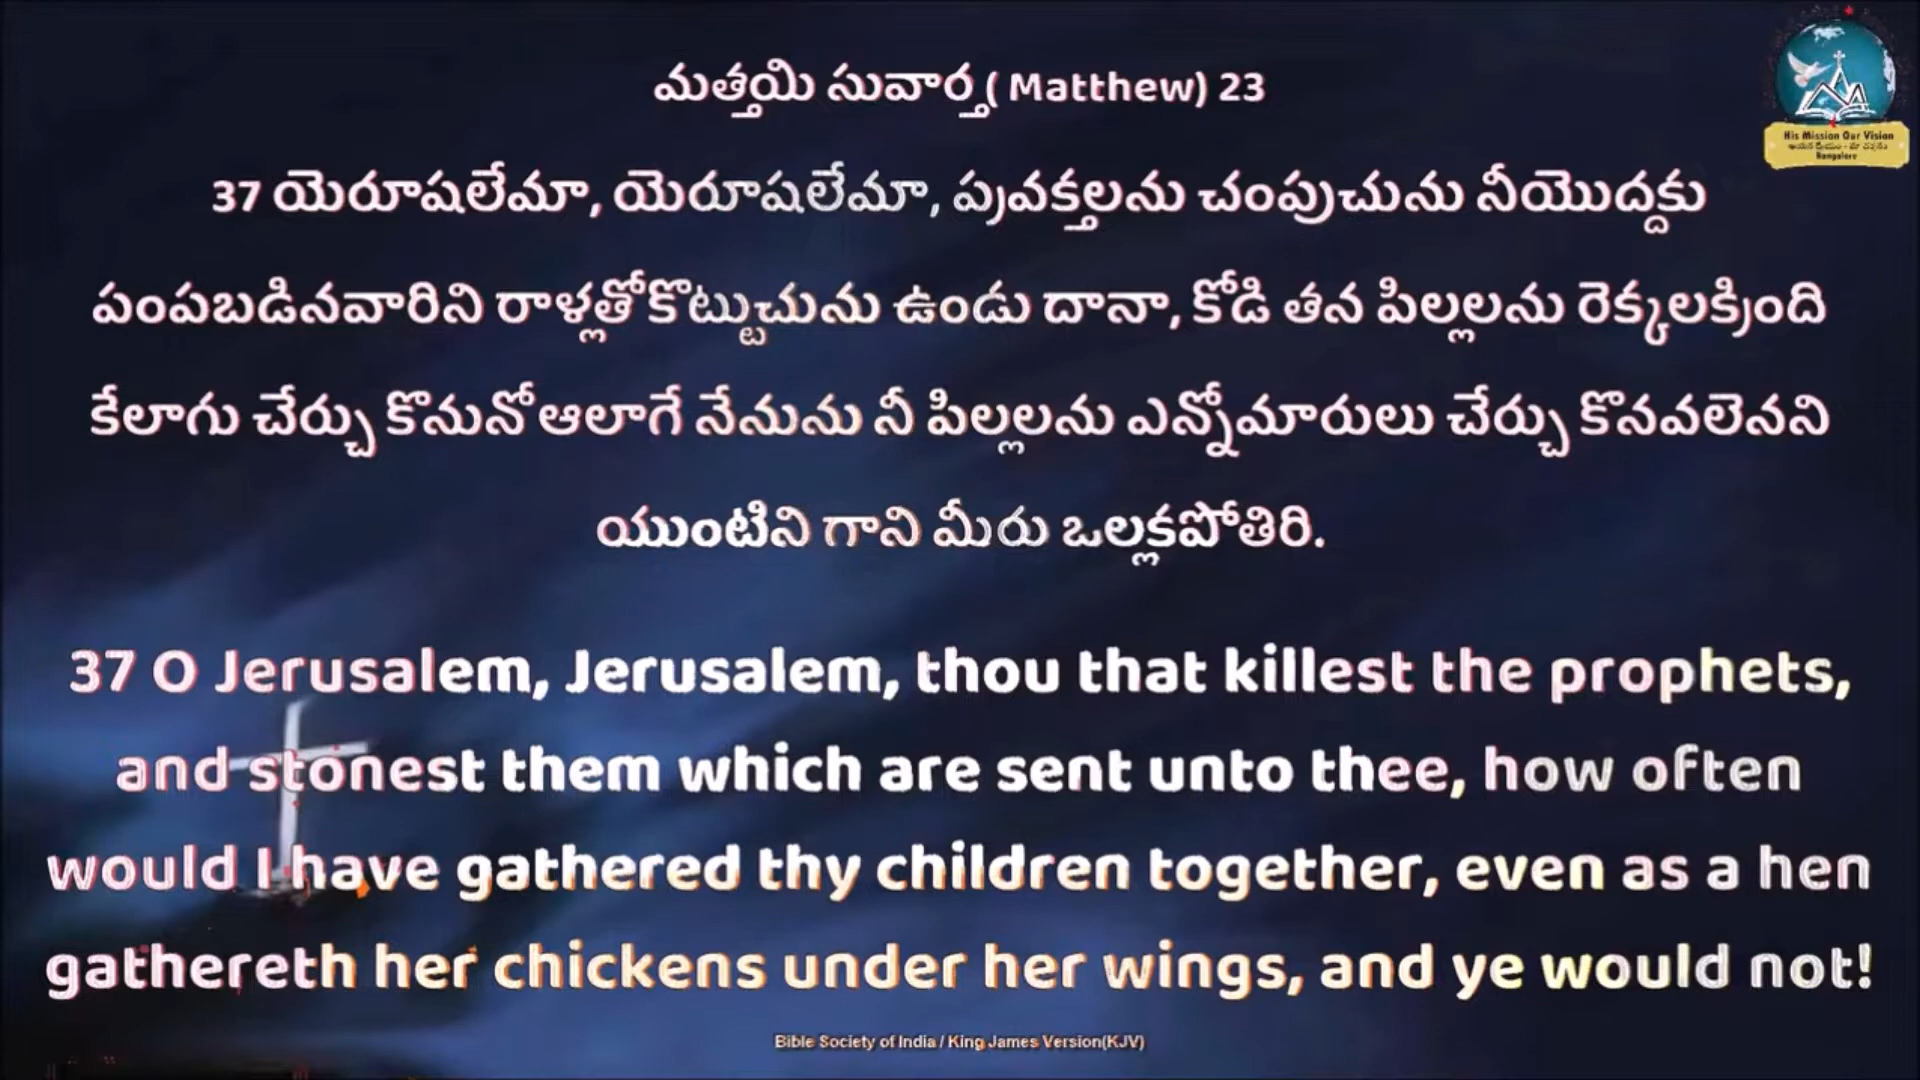 మత్తయి సువార్త ( Matthew) 23
His Mission Our Vision
Bangalore
37 యెరూషలేమా, యెరూషలేమా, ప్రవక్తలను చంపుచును నీయొద్దకు
పంపబడినవారిని రాళ్లతోకొట్టుచును ఉండు దానా, కోడి తన పిల్లలను రెక్కలక్రింది
కేలాగు చేర్చు కొనునోఆలాగే నేనును నీ పిల్లలను ఎన్నోమారులు చేర్చు కొనవలెనని
యుంటిని గాని మీరు ఒల్లకపోతిరి.
37 O Jerusalem, Jerusalem, thou that killest the prophets,
and stonest them which are sent unto thee, how often
would I have gathered thy children together, even as a hen
gathereth her chickens under her wings, and ye would not!
Bible Society of India / King James Version(KJV)